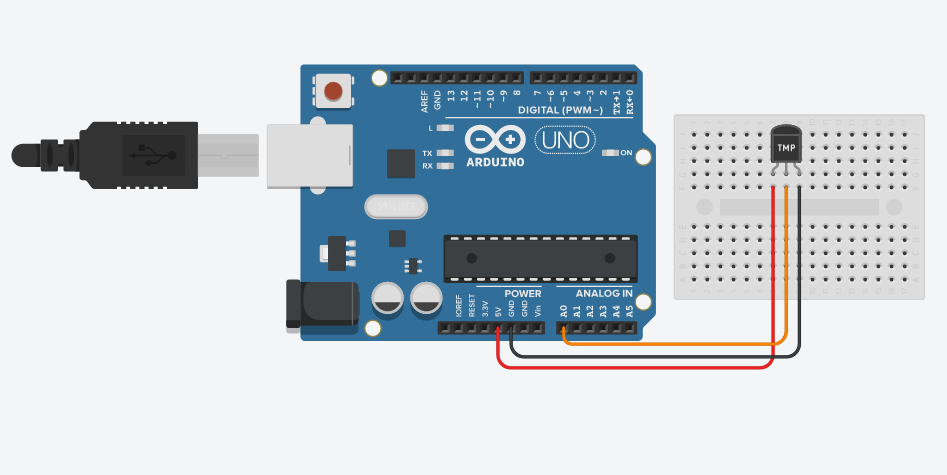 AREF
GND
13
12
~11
~10
~9
8
7
~6
~5
4
~3
2
TX→1
RX←0
DIGITAL (PWM~)
L
TX
RX
ARDUINO
UNO
ON
TMP
POWER
ANALOG IN
IOREF
RESET
3.3V
5V
GND
GND
Vin
A0
A1
A2
A3
A4
A5